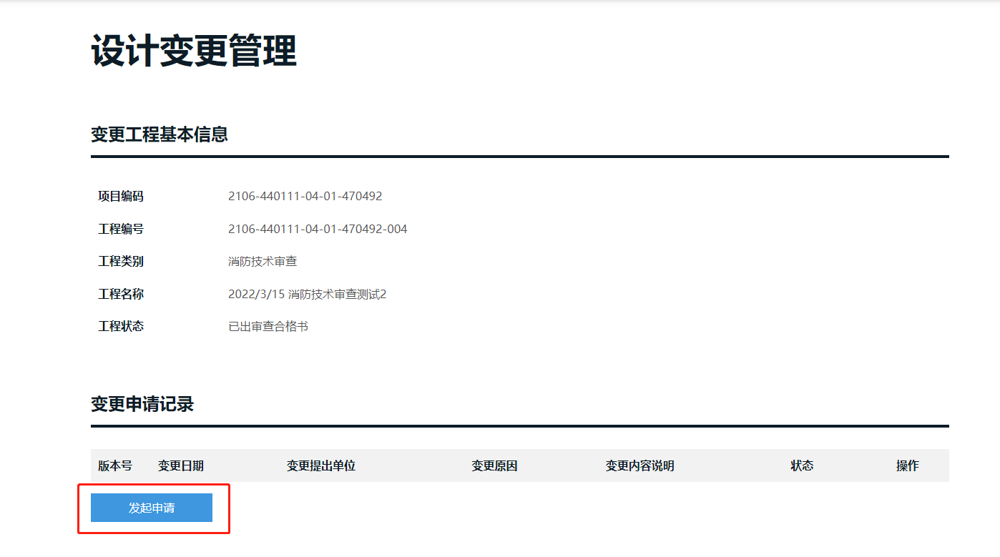 设计变更管理
变更工程基本信息
项目编码 2106-440111-04-01-470492
工程编号 2106-440111-04-01-470492-004
工程类别 消防技术审查
工程名称 2022/3/15 消防技术审查测试2
工程状态 已出审查合格书
变更申请记录
版本号 变更日期 变更提出单位 变更原因 变更内容说明 状态 操作
发起申请